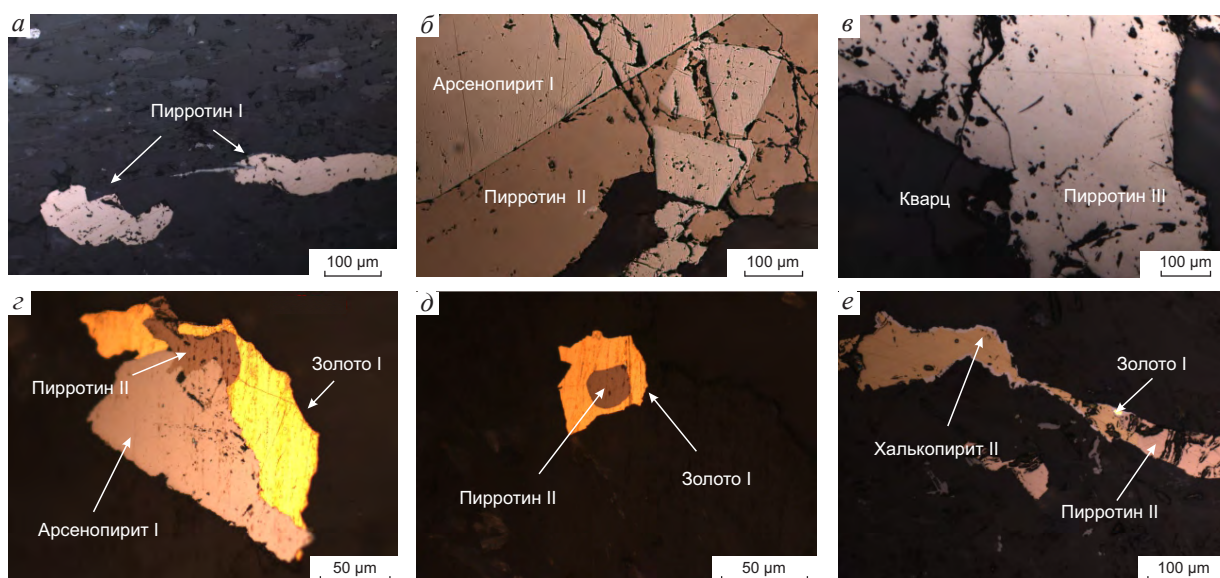 а
Пирротин I
100 µm
б
Арсенопирит I
Пирротин II
100 µm
в
Кварц
Пирротин III
100 µm
г
Пирротин II
Золото I
Арсенопирит I
50 µm
д
Пирротин II
Золото I
50 µm
е
Золото I
Халькопирит II
Пирротин II
100 µm